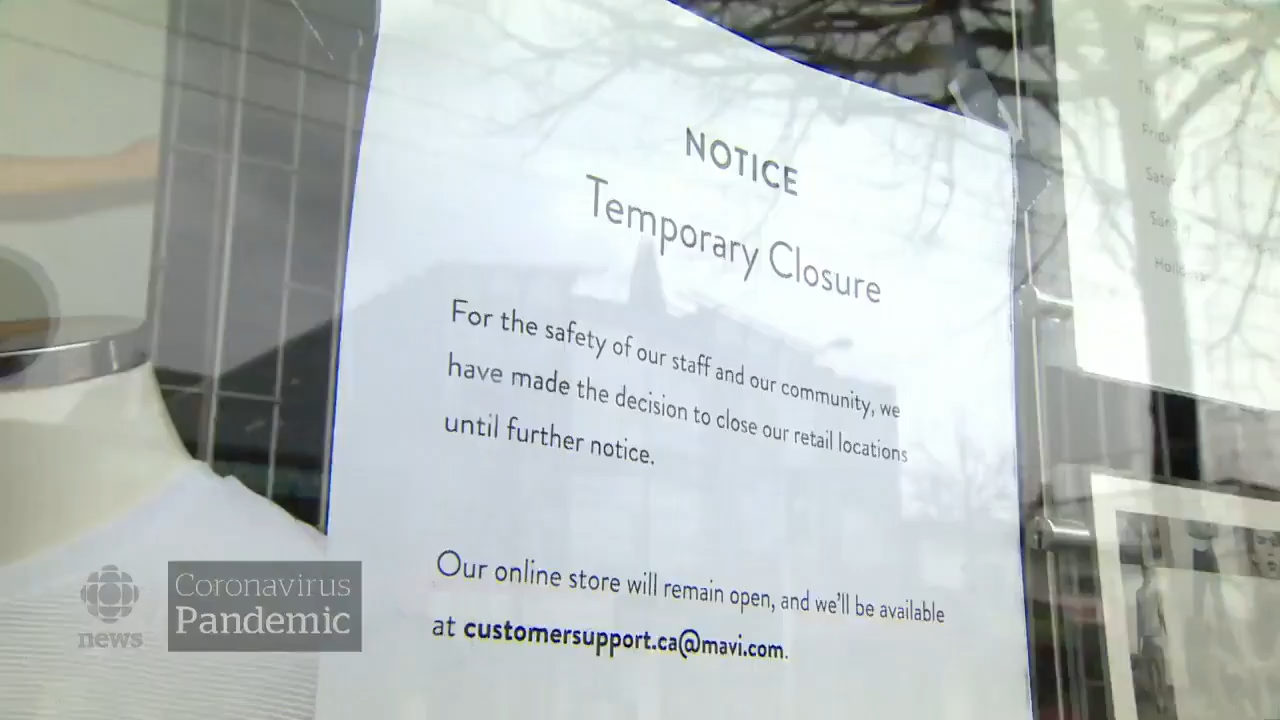 NOTICE
Temporary Closure
For the safety of our staff and our community, we
have made the decision to close our retail locations
until further notice.
Our online store will remain open, and we'll be available
at customersupport.ca@mavi.com.
news
Coronavirus
Pandemic